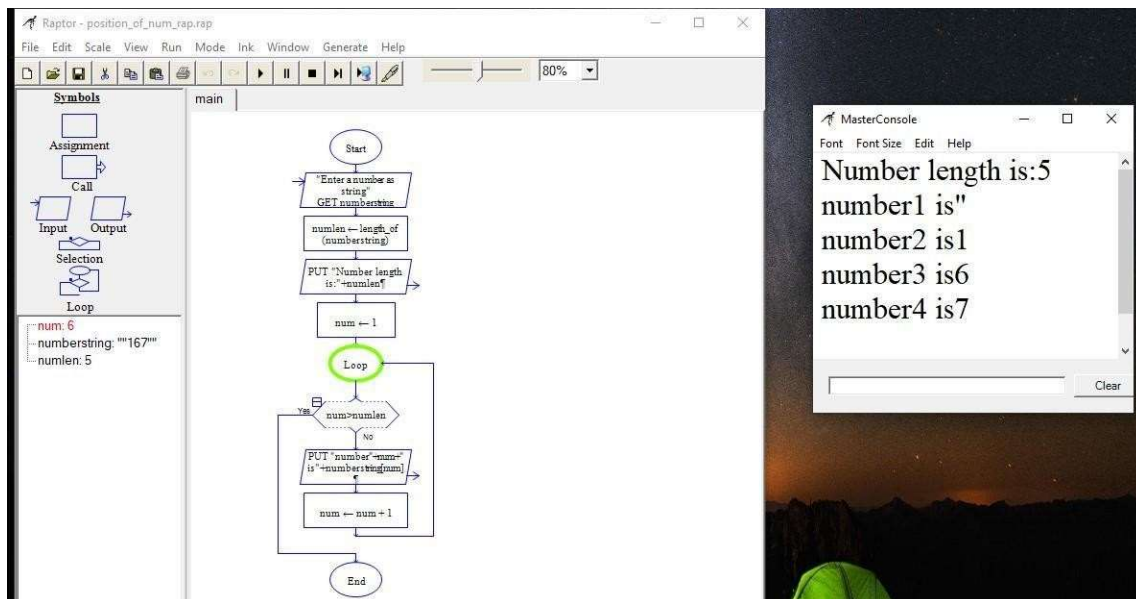 Raptor - position_of_num_rap.rap
File Edit Scale View Run Mode Ink Window Generate Help
80%
Symbols
Assignment
Call
Input Output
Selection
Loop
num: 6
numberstring: ""167""
numlen: 5
main
Start
"Enter a number as
string"
GET numberstring
numlen ← length_of
(numberstring)
PUT "Number length
is:"+numlen¶
num ← 1
Loop
Yes
num>numlen
No
PUT "number"+num+"
is"+numberstring[num]
¶
num ← num + 1
End
MasterConsole
Font Font Size Edit Help
Number length is:5
number1 is"
number2 is1
number3 is6
number4 is7
Clear